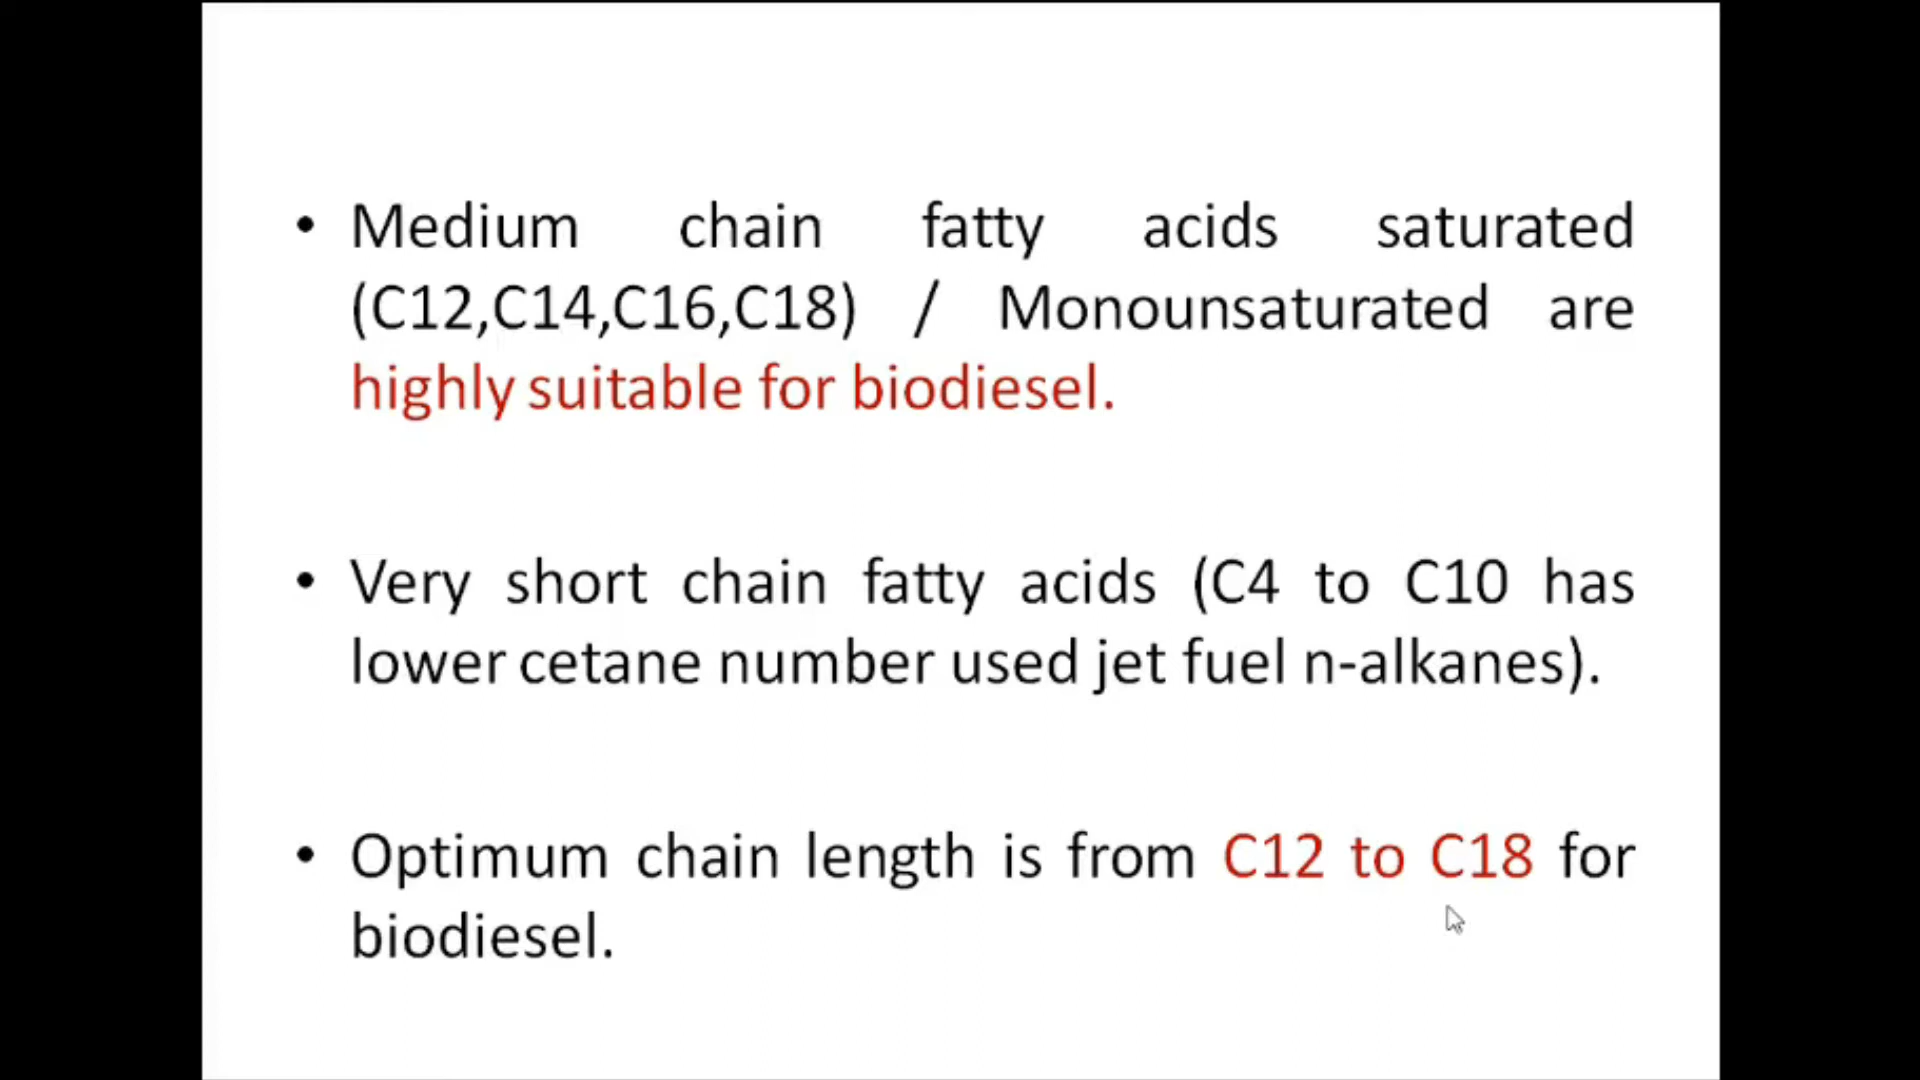 • Medium chain fatty acids saturated
(C12,C14,C16,C18) / Monounsaturated are
highly suitable for biodiesel.
• Very short chain fatty acids (C4 to C10 has
lower cetane number used jet fuel n-alkanes).
• Optimum chain length is from C12 to C18 for
biodiesel.